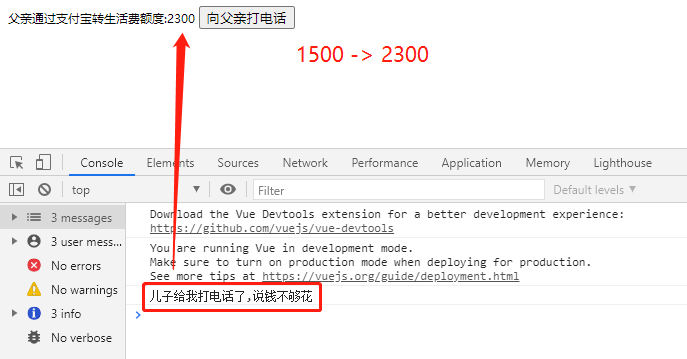 父亲通过支付宝转生活费额度:2300 向父亲打电话
1500 -> 2300
Console Elements Sources Network Performance Application Memory Lighthouse
top Filter Default levels
3 messages
3 user mess...
No errors
No warnings
3 info
No verbose
Download the Vue Devtools extension for a better development experience:
https://github.com/vuejs/vue-devtools
You are running Vue in development mode.
Make sure to turn on production mode when deploying for production.
See more tips at https://vuejs.org/guide/deployment.html
儿子给我打电话了,说钱不够花